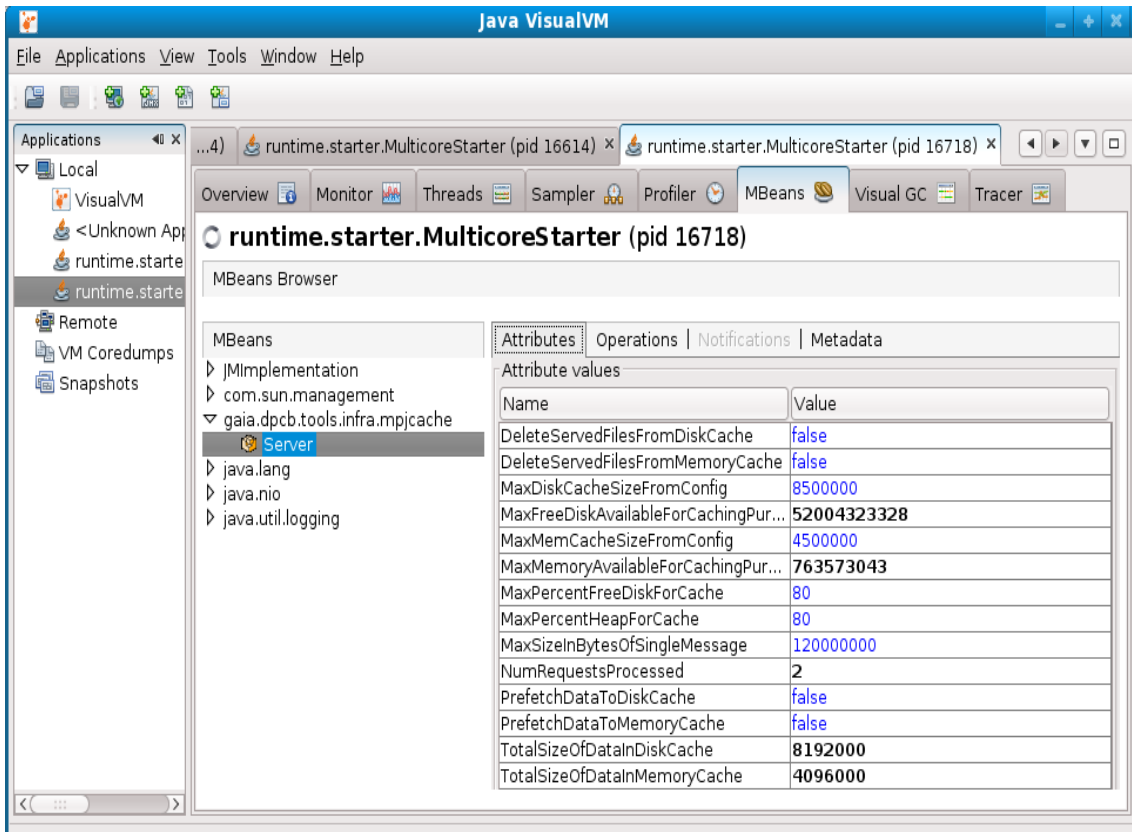 Java VisualVM
File Applications View Tools Window Help
Applications
...4) runtime.starter.MulticoreStarter (pid 16614) runtime.starter.MulticoreStarter (pid 16718)
Local
VisualVM
<Unknown App
runtime.starte
runtime.starte
Remote
VM Coredumps
Snapshots
Overview Monitor Threads Sampler Profiler MBeans Visual GC Tracer
runtime.starter.MulticoreStarter (pid 16718)
MBeans Browser
MBeans
JMImplementation
com.sun.management
gaia.dpcb.tools.infra.mpjcache
Server
java.lang
java.nio
java.util.logging
Attributes Operations | Notifications | Metadata
Attribute values
Name Value
DeleteServedFilesFromDiskCache false
DeleteServedFilesFromMemoryCache false
MaxDiskCacheSizeFromConfig 8500000
MaxFreeDiskAvailableForCachingPur... 52004323328
MaxMemCacheSizeFromConfig 4500000
MaxMemoryAvailableForCachingPur... 763573043
MaxPercentFreeDiskForCache 80
MaxPercentHeapForCache 80
MaxSizeInBytesOfSingleMessage 120000000
NumRequestsProcessed 2
PrefetchDataToDiskCache false
PrefetchDataToMemoryCache false
TotalSizeOfDataInDiskCache 8192000
TotalSizeOfDataInMemoryCache 4096000